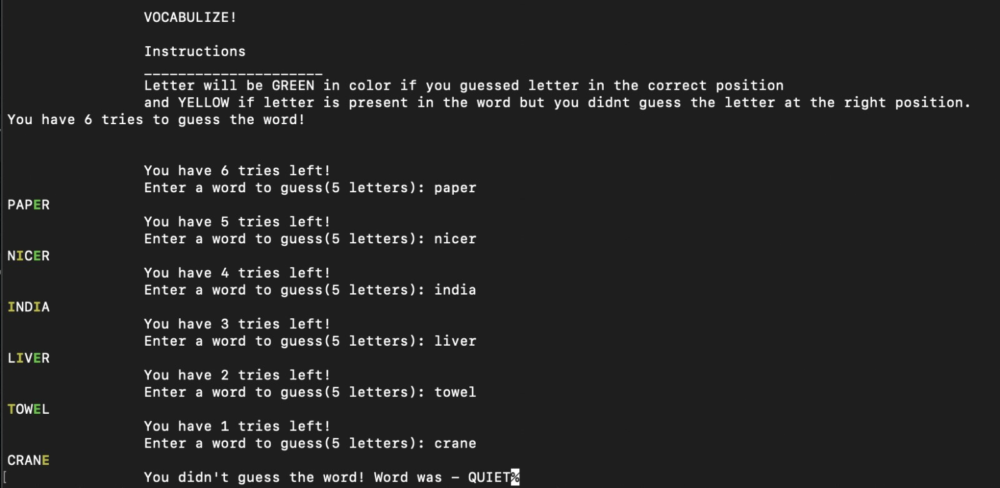 VOCABULIZE!
Instructions
_____________________
Letter will be GREEN in color if you guessed letter in the correct position
and YELLOW if letter is present in the word but you didnt guess the letter at the right position.
You have 6 tries to guess the word!
You have 6 tries left!
Enter a word to guess(5 letters): paper
PAPER
You have 5 tries left!
Enter a word to guess(5 letters): nicer
NICER
You have 4 tries left!
Enter a word to guess(5 letters): india
INDIA
You have 3 tries left!
Enter a word to guess(5 letters): liver
LIVER
You have 2 tries left!
Enter a word to guess(5 letters): towel
TOWEL
You have 1 tries left!
Enter a word to guess(5 letters): crane
CRANE
[ You didn't guess the word! Word was – QUIET%